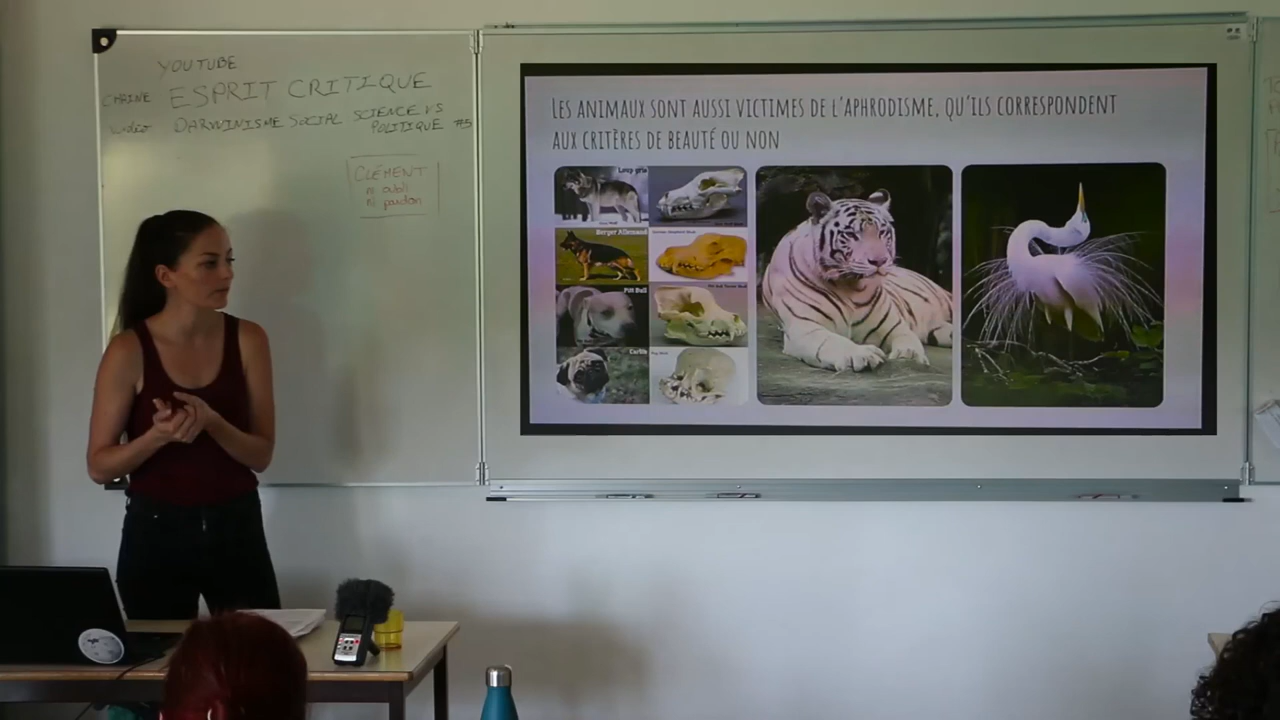 YOUTUBE
CHAINE ESPRIT CRITIQUE
vidéo DARWINISME SOCIAL SCIENCE VS
POLITIQUE #5
CLÉMENT
ni oubli
ni pardon
LES ANIMAUX SONT AUSSI VICTIMES DE L'APHRODISME, QU'ILS CORRESPONDENT
AUX CRITÈRES DE BEAUTÉ OU NON
Loup gris
Berger Allemand
Pitt Bull
Carlin